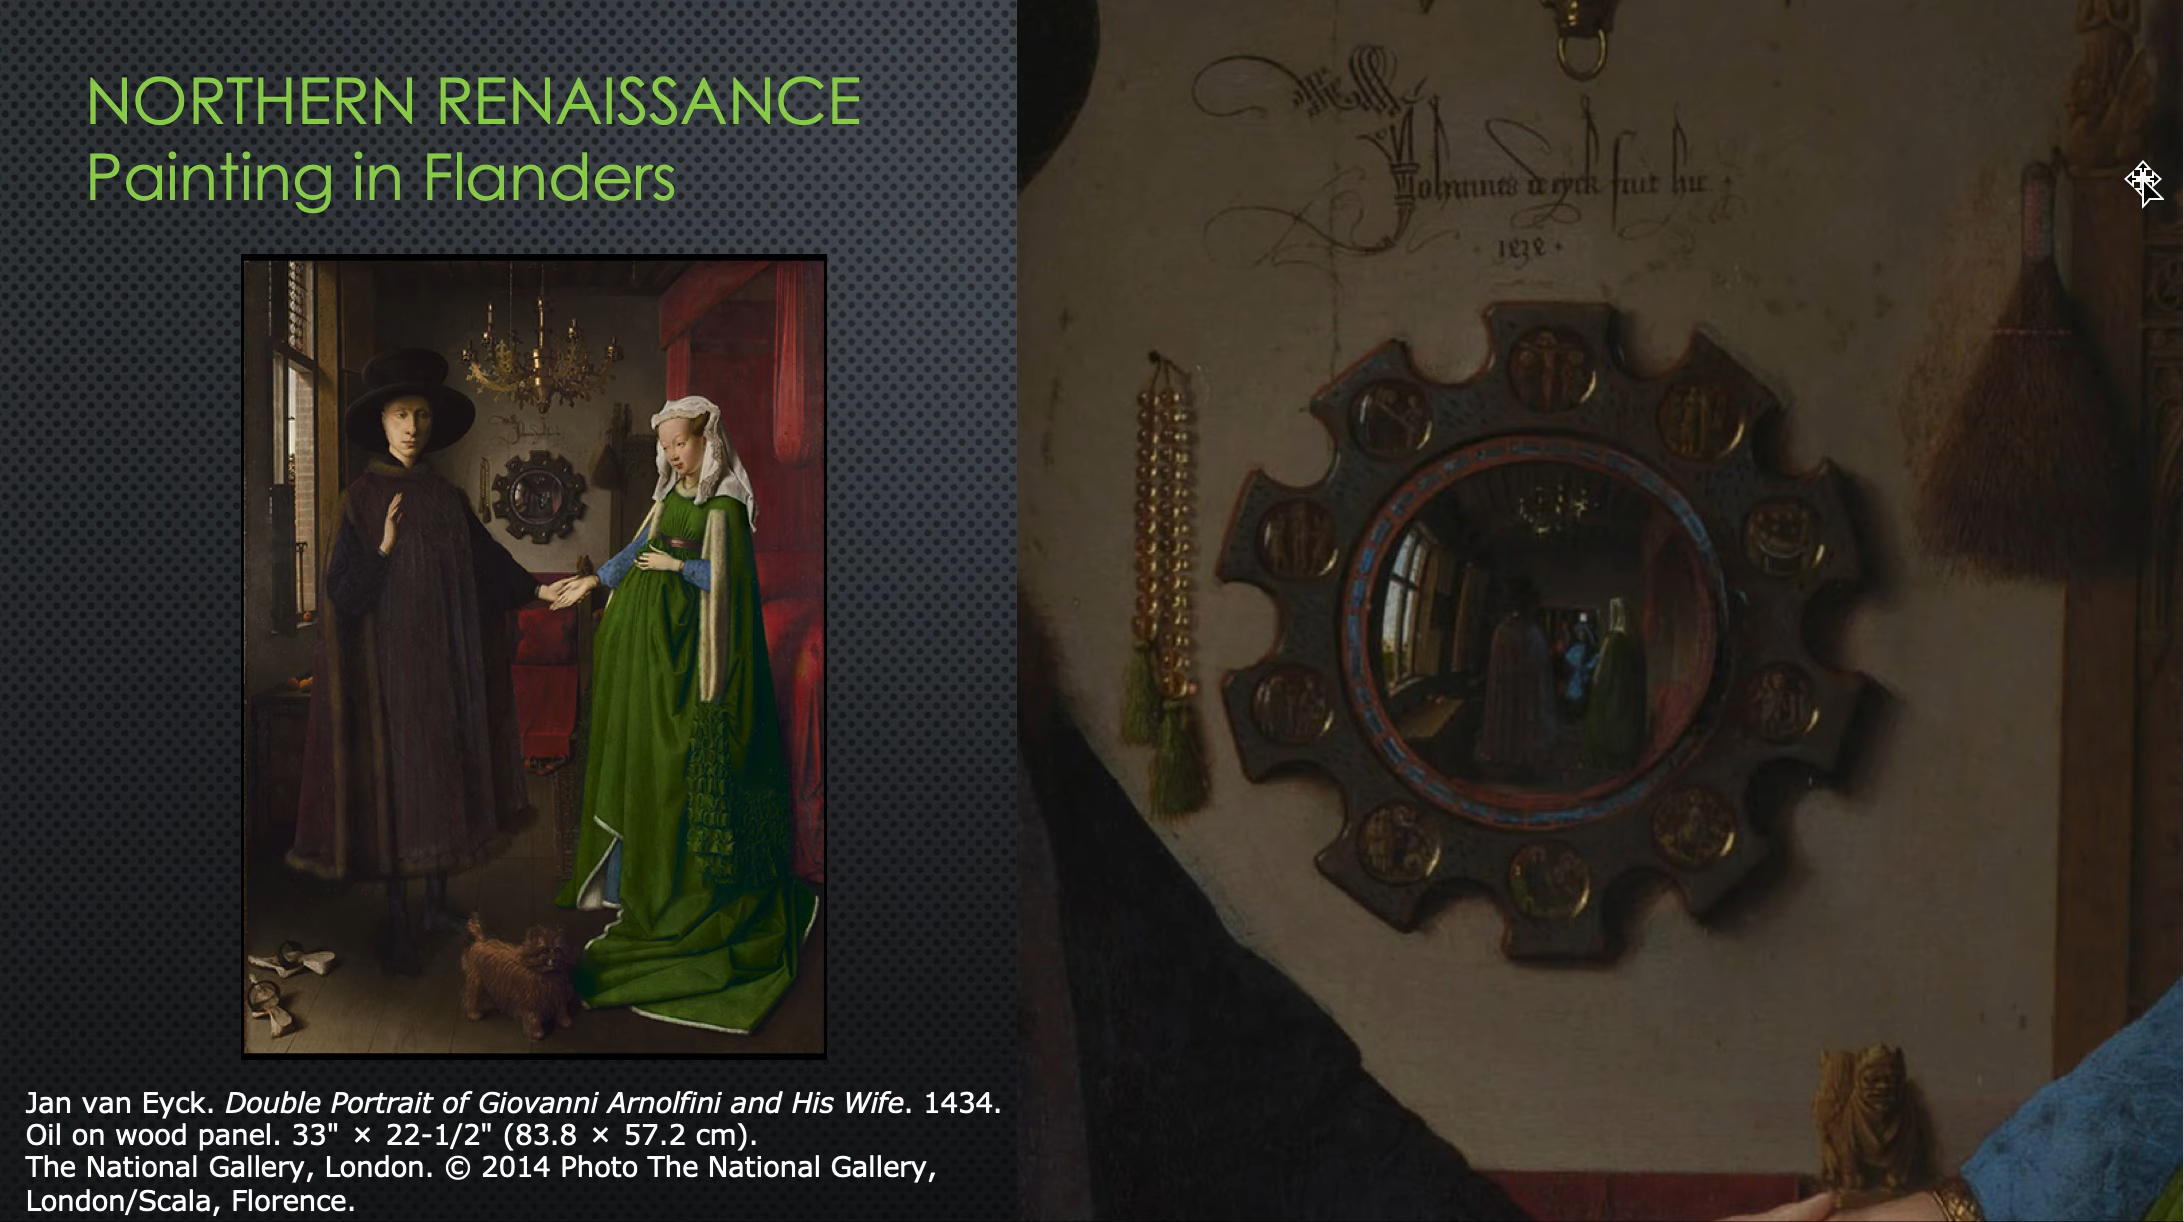 NORTHERN RENAISSANCE
Painting in Flanders
Johannes de eyck fuit hic
1434
Jan van Eyck. Double Portrait of Giovanni Arnolfini and His Wife. 1434.
Oil on wood panel. 33" × 22-1/2" (83.8 × 57.2 cm).
The National Gallery, London. © 2014 Photo The National Gallery,
London/Scala, Florence.